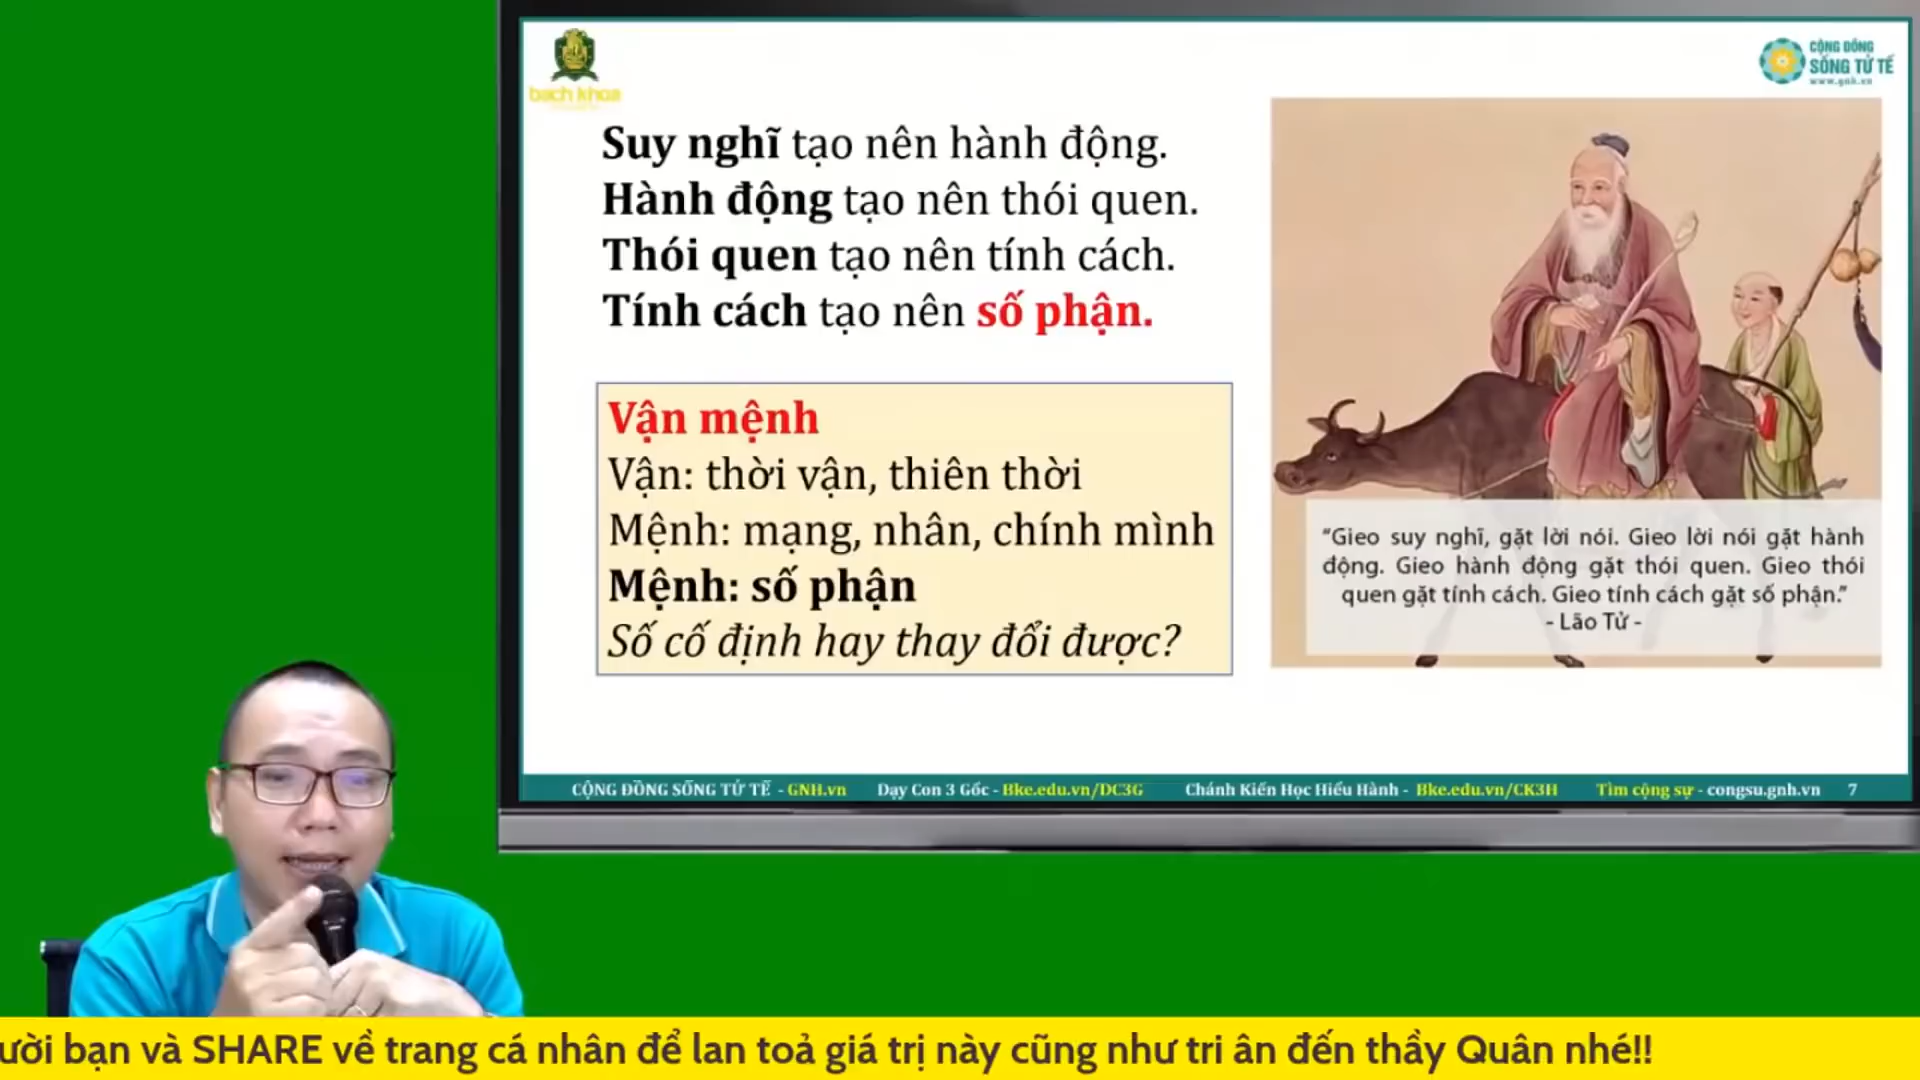 bach khoa
CỘNG ĐỒNG
SỐNG TỬ TẾ
www.gnh.vn
Suy nghĩ tạo nên hành động.
Hành động tạo nên thói quen.
Thói quen tạo nên tính cách.
Tính cách tạo nên số phận.
Vận mệnh
Vận: thời vận, thiên thời
Mệnh: mạng, nhân, chính mình
Mệnh: số phận
Số cố định hay thay đổi được?
“Gieo suy nghĩ, gặt lời nói. Gieo lời nói gặt hành
động. Gieo hành động gặt thói quen. Gieo thói
quen gặt tính cách. Gieo tính cách gặt số phận.”
- Lão Tử -
CỘNG ĐỒNG SỐNG TỬ TẾ - GNH.vn Dạy Con 3 Gốc - Bke.edu.vn/DC3G Chánh Kiến Học Hiểu Hành - Bke.edu.vn/CK3H Tìm cộng sự - congsu.gnh.vn 7
ười bạn và SHARE về trang cá nhân để lan toả giá trị này cũng như tri ân đến thầy Quân nhé!!